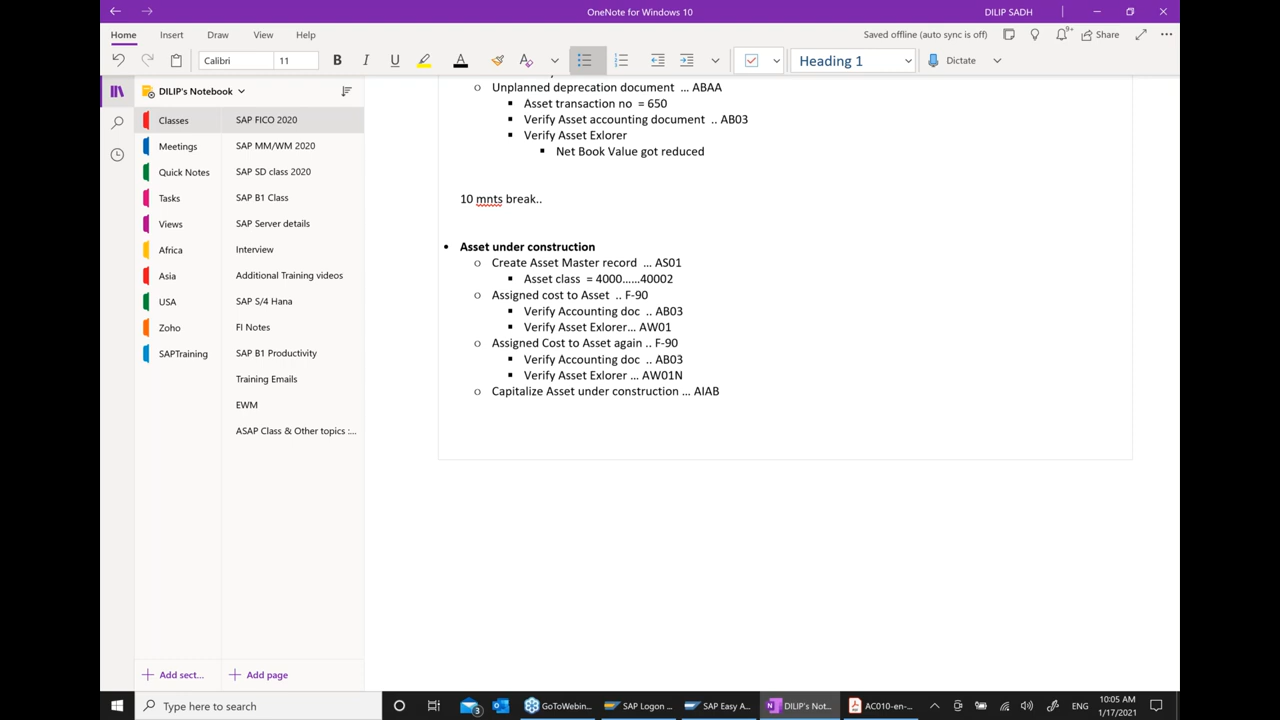 OneNote for Windows 10
DILIP SADH
Home Insert Draw View Help
Saved offline (auto sync is off)
9+
Share
Calibri 11
B I U A
Heading 1
Dictate
DILIP's Notebook
Classes
Meetings
Quick Notes
Tasks
Views
Africa
Asia
USA
Zoho
SAPTraining
SAP FICO 2020
SAP MM/WM 2020
SAP SD class 2020
SAP B1 Class
SAP Server details
Interview
Additional Training videos
SAP S/4 Hana
FI Notes
SAP B1 Productivity
Training Emails
EWM
ASAP Class & Other topics :...
Unplanned deprecation document ... ABAA
Asset transaction no = 650
Verify Asset accounting document .. AB03
Verify Asset Exlorer
Net Book Value got reduced
10 mnts break..
Asset under construction
Create Asset Master record ... AS01
Asset class = 4000......40002
Assigned cost to Asset .. F-90
Verify Accounting doc .. AB03
Verify Asset Exlorer... AW01
Assigned Cost to Asset again .. F-90
Verify Accounting doc .. AB03
Verify Asset Exlorer ... AW01N
Capitalize Asset under construction ... AIAB
Add sect...
Add page
Type here to search
3
GoToWebin...
SAP Logon ...
SAP Easy A...
DILIP's Not...
AC010-en-...
ENG
10:05 AM
1/17/2021